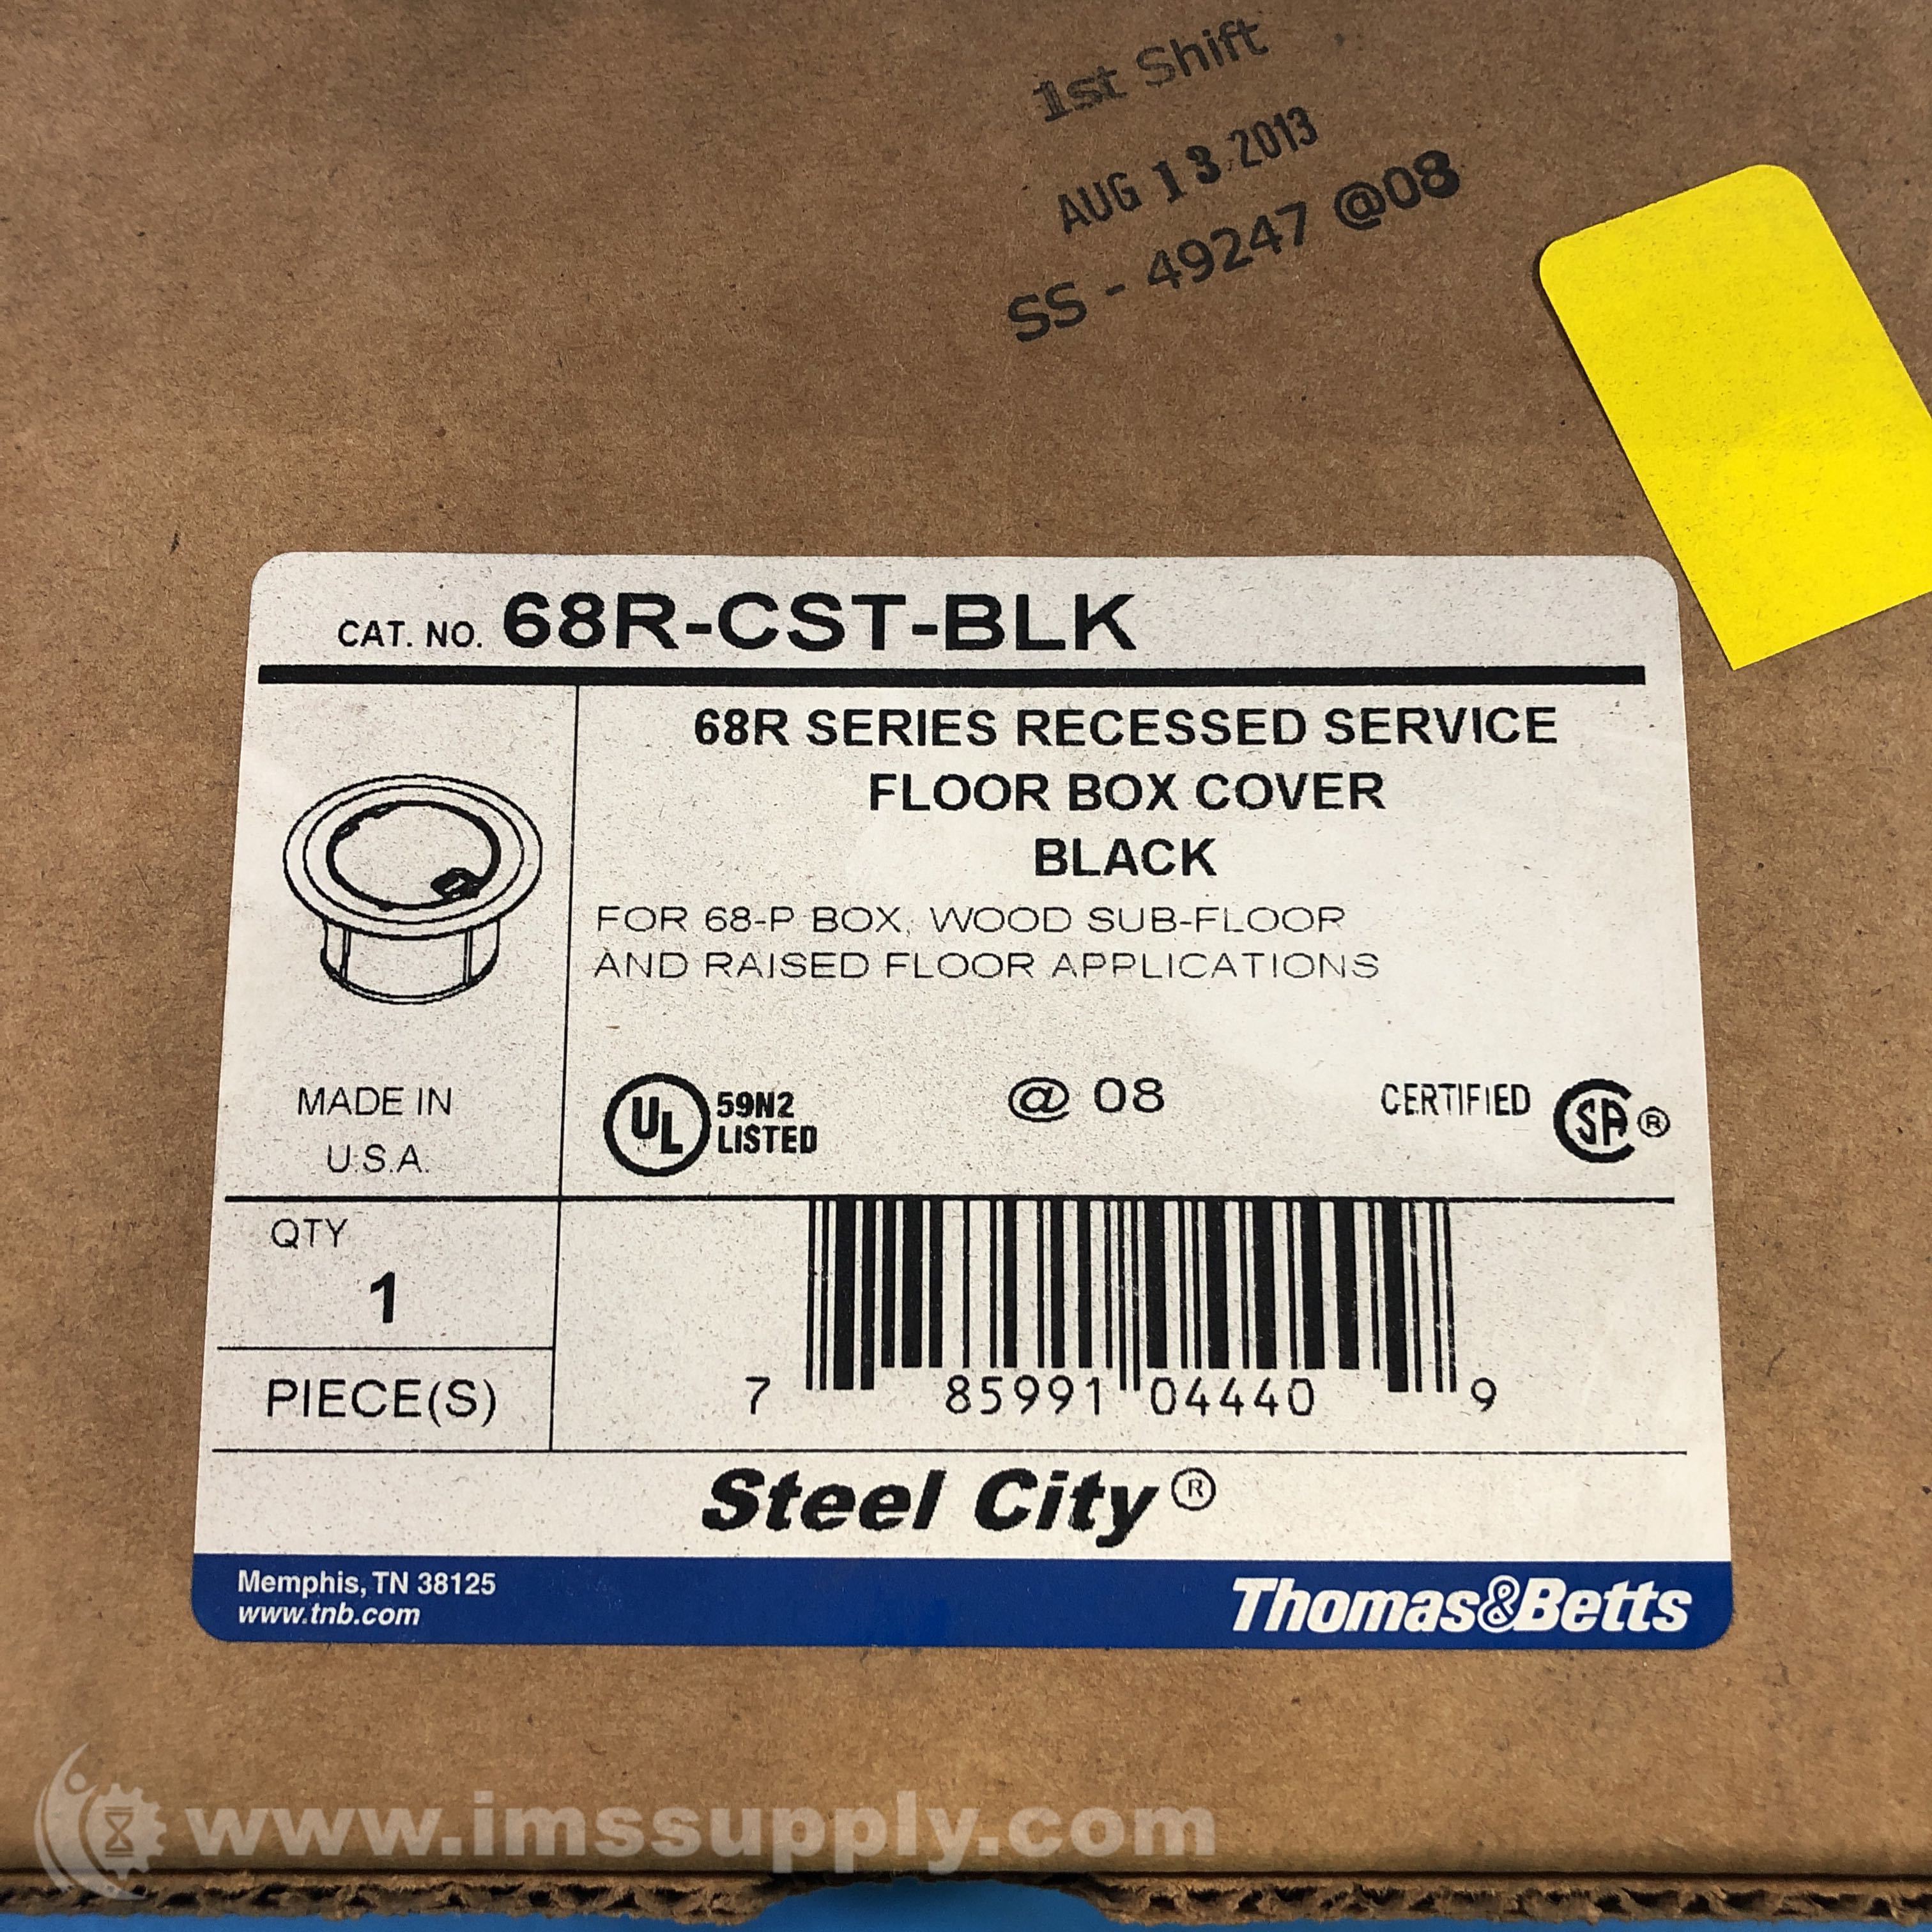 1st Shift
AUG 13 2013
SS - 49247 @08
CAT. NO. 68R-CST-BLK
68R SERIES RECESSED SERVICE
FLOOR BOX COVER
BLACK
FOR 68-P BOX, WOOD SUB-FLOOR
AND RAISED FLOOR APPLICATIONS
MADE IN
U.S.A.
UL 59N2
LISTED
@ 08
CERTIFIED SA ®
QTY
1
PIECE(S)
7 85991 04440 9
Steel City ®
Memphis, TN 38125
www.tnb.com
Thomas&Betts
www.imssupply.com